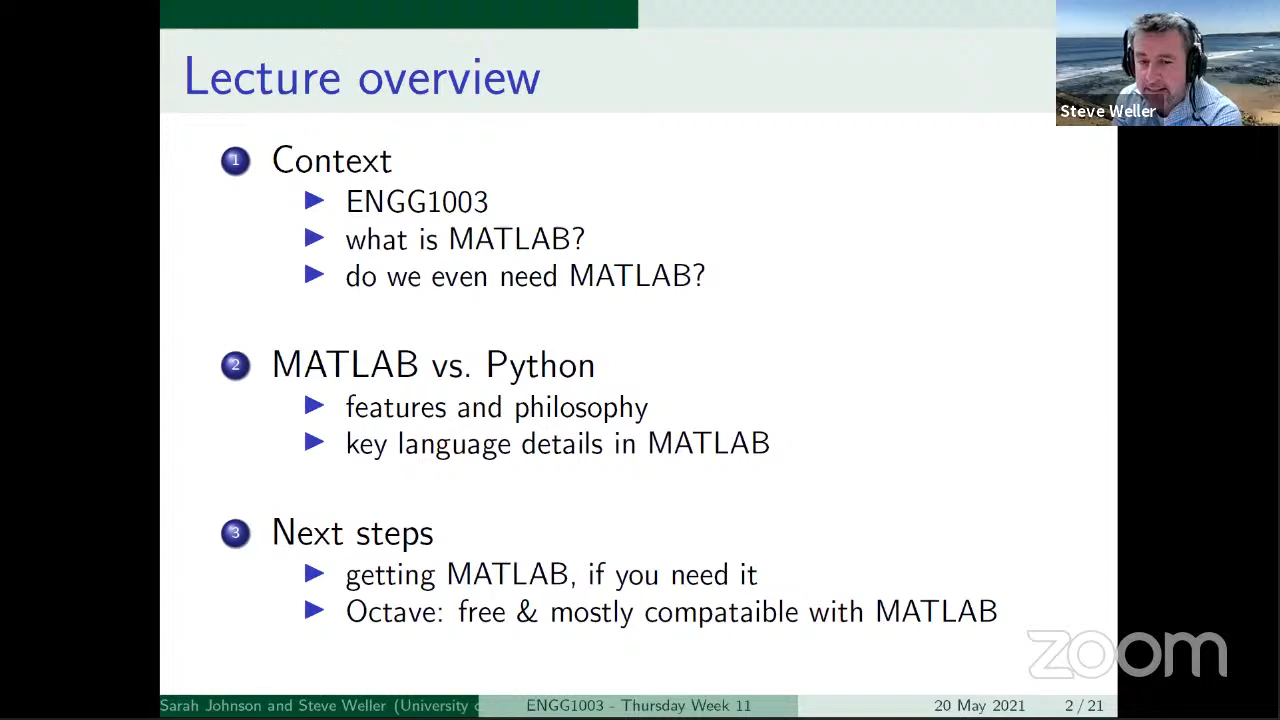 Lecture overview
Steve Weller
1 Context
ENGG1003
what is MATLAB?
do we even need MATLAB?
2 MATLAB vs. Python
features and philosophy
key language details in MATLAB
3 Next steps
getting MATLAB, if you need it
Octave: free & mostly compataible with MATLAB
zoom
Sarah Johnson and Steve Weller (University
ENGG1003 - Thursday Week 11
20 May 2021
2 / 21